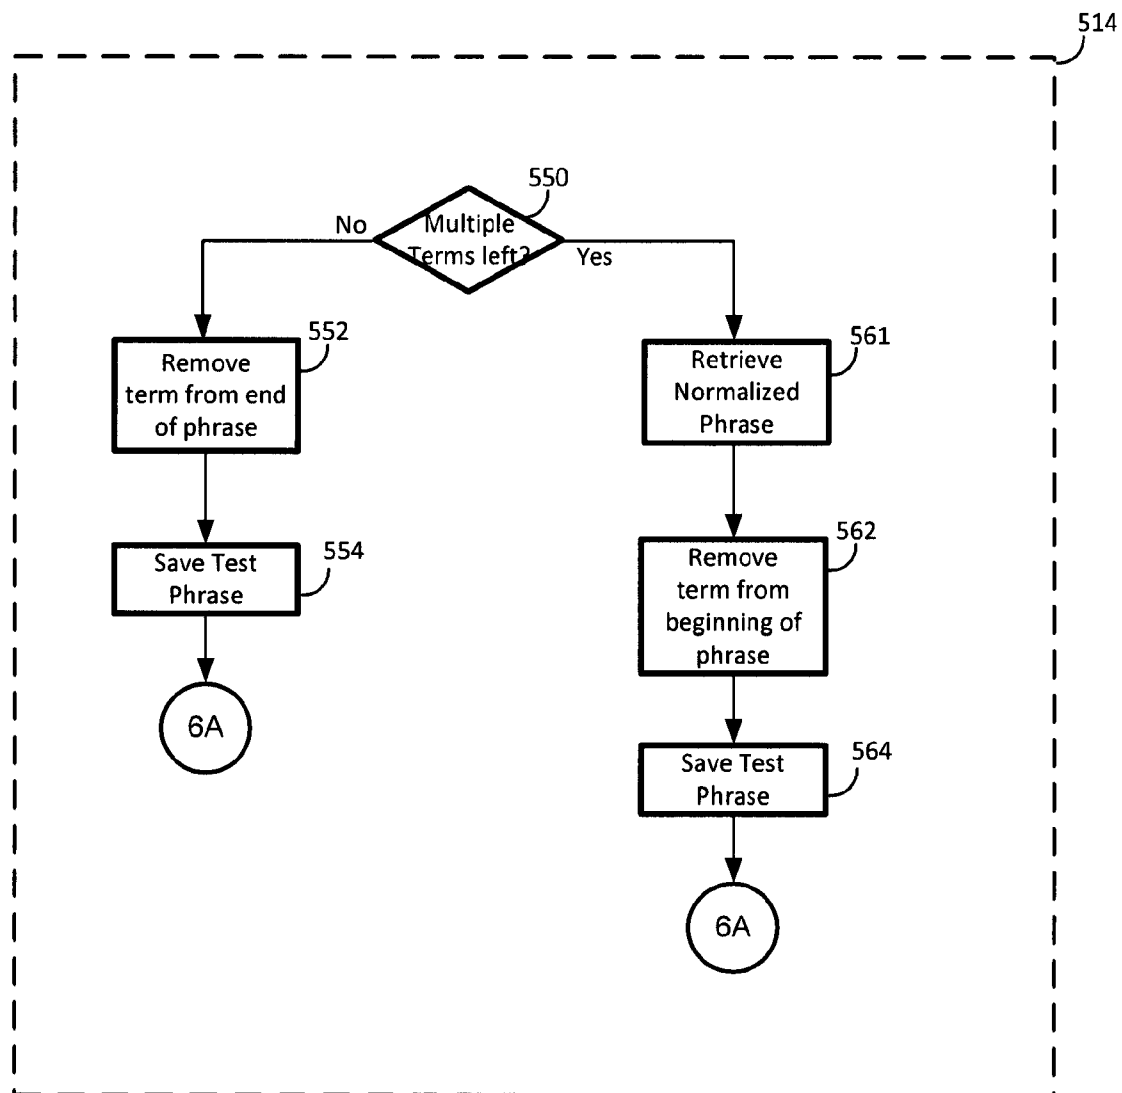 514
550
No
Multiple
Terms left?
Yes
552
Remove
term from end
of phrase
561
Retrieve
Normalized
Phrase
554
Save Test
Phrase
562
Remove
term from
beginning of
phrase
6A
564
Save Test
Phrase
6A